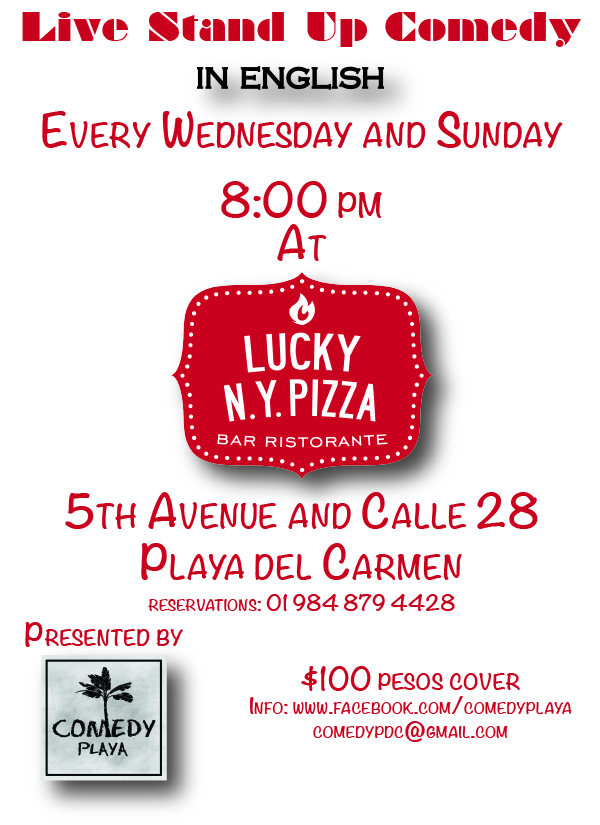 Live Stand Up Comedy
IN ENGLISH
Every Wednesday and Sunday
8:00 pm
At
LUCKY
N.Y. PIZZA
BAR RISTORANTE
5th Avenue and Calle 28
Playa del Carmen
reservations: 01 984 879 4428
Presented by
COMEDY
PLAYA
$100 pesos cover
Info: www.facebook.com/comedyplaya
comedypdc@gmail.com